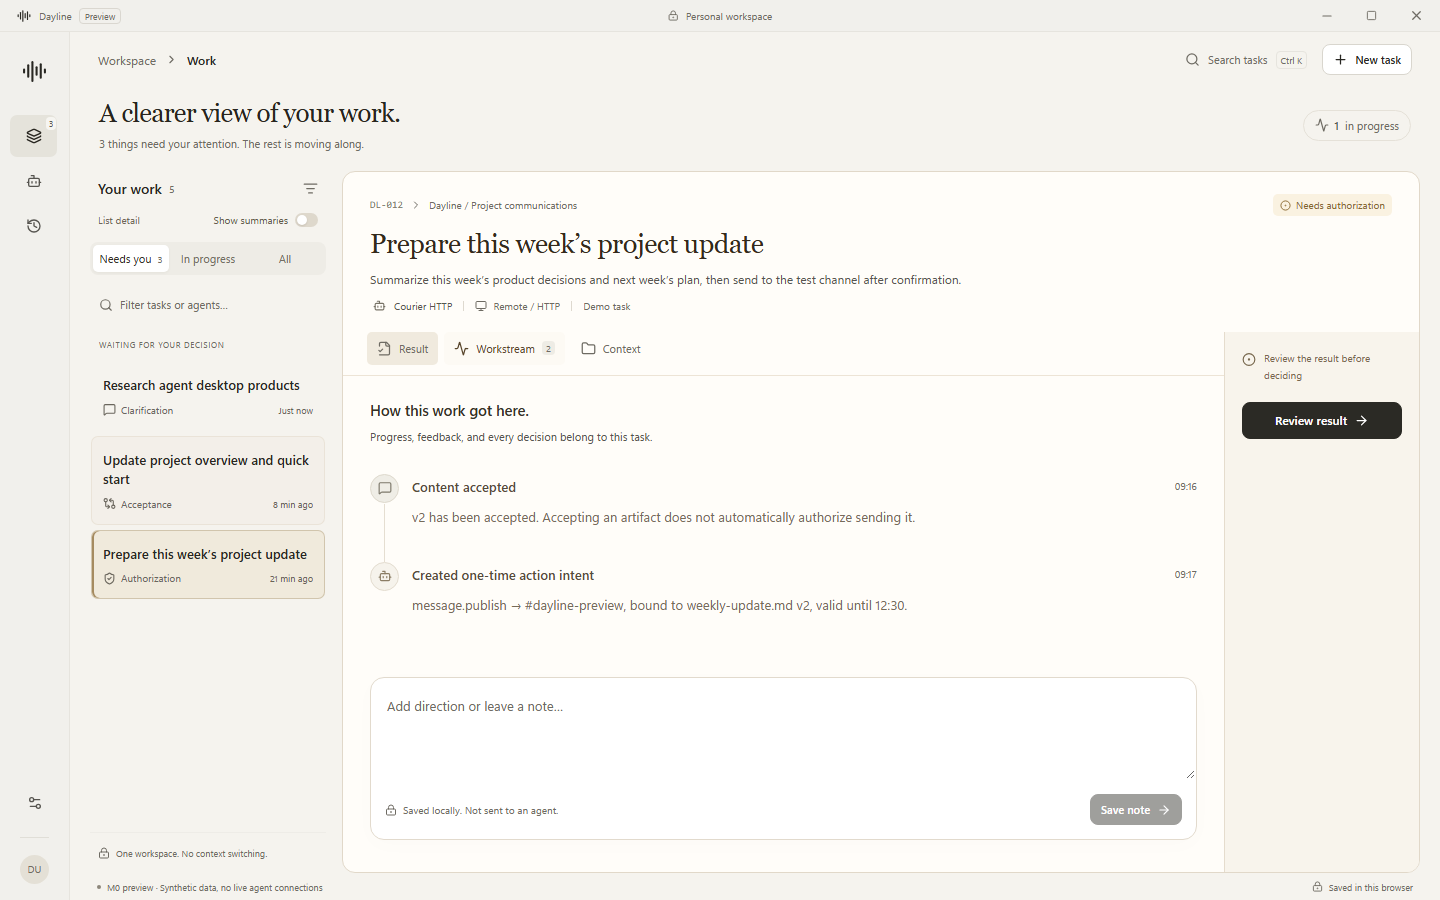 Dayline Preview
Personal workspace
Workspace > Work
Search tasks Ctrl K
New task
3
A clearer view of your work.
3 things need your attention. The rest is moving along.
1 in progress
Your work 5
List detail
Show summaries
Needs you 3
In progress
All
Filter tasks or agents...
WAITING FOR YOUR DECISION
Research agent desktop products
Clarification
Just now
Update project overview and quick
start
Acceptance
8 min ago
Prepare this week's project update
Authorization
21 min ago
One workspace. No context switching.
DU
DL-012 > Dayline / Project communications
Needs authorization
Prepare this week's project update
Summarize this week's product decisions and next week's plan, then send to the test channel after confirmation.
Courier HTTP
Remote / HTTP
Demo task
Result
Workstream 2
Context
How this work got here.
Progress, feedback, and every decision belong to this task.
Content accepted
09:16
v2 has been accepted. Accepting an artifact does not automatically authorize sending it.
Created one-time action intent
09:17
message.publish → #dayline-preview, bound to weekly-update.md v2, valid until 12:30.
Add direction or leave a note...
Saved locally. Not sent to an agent.
Save note →
Review the result before
deciding
Review result →
M0 preview · Synthetic data, no live agent connections
Saved in this browser